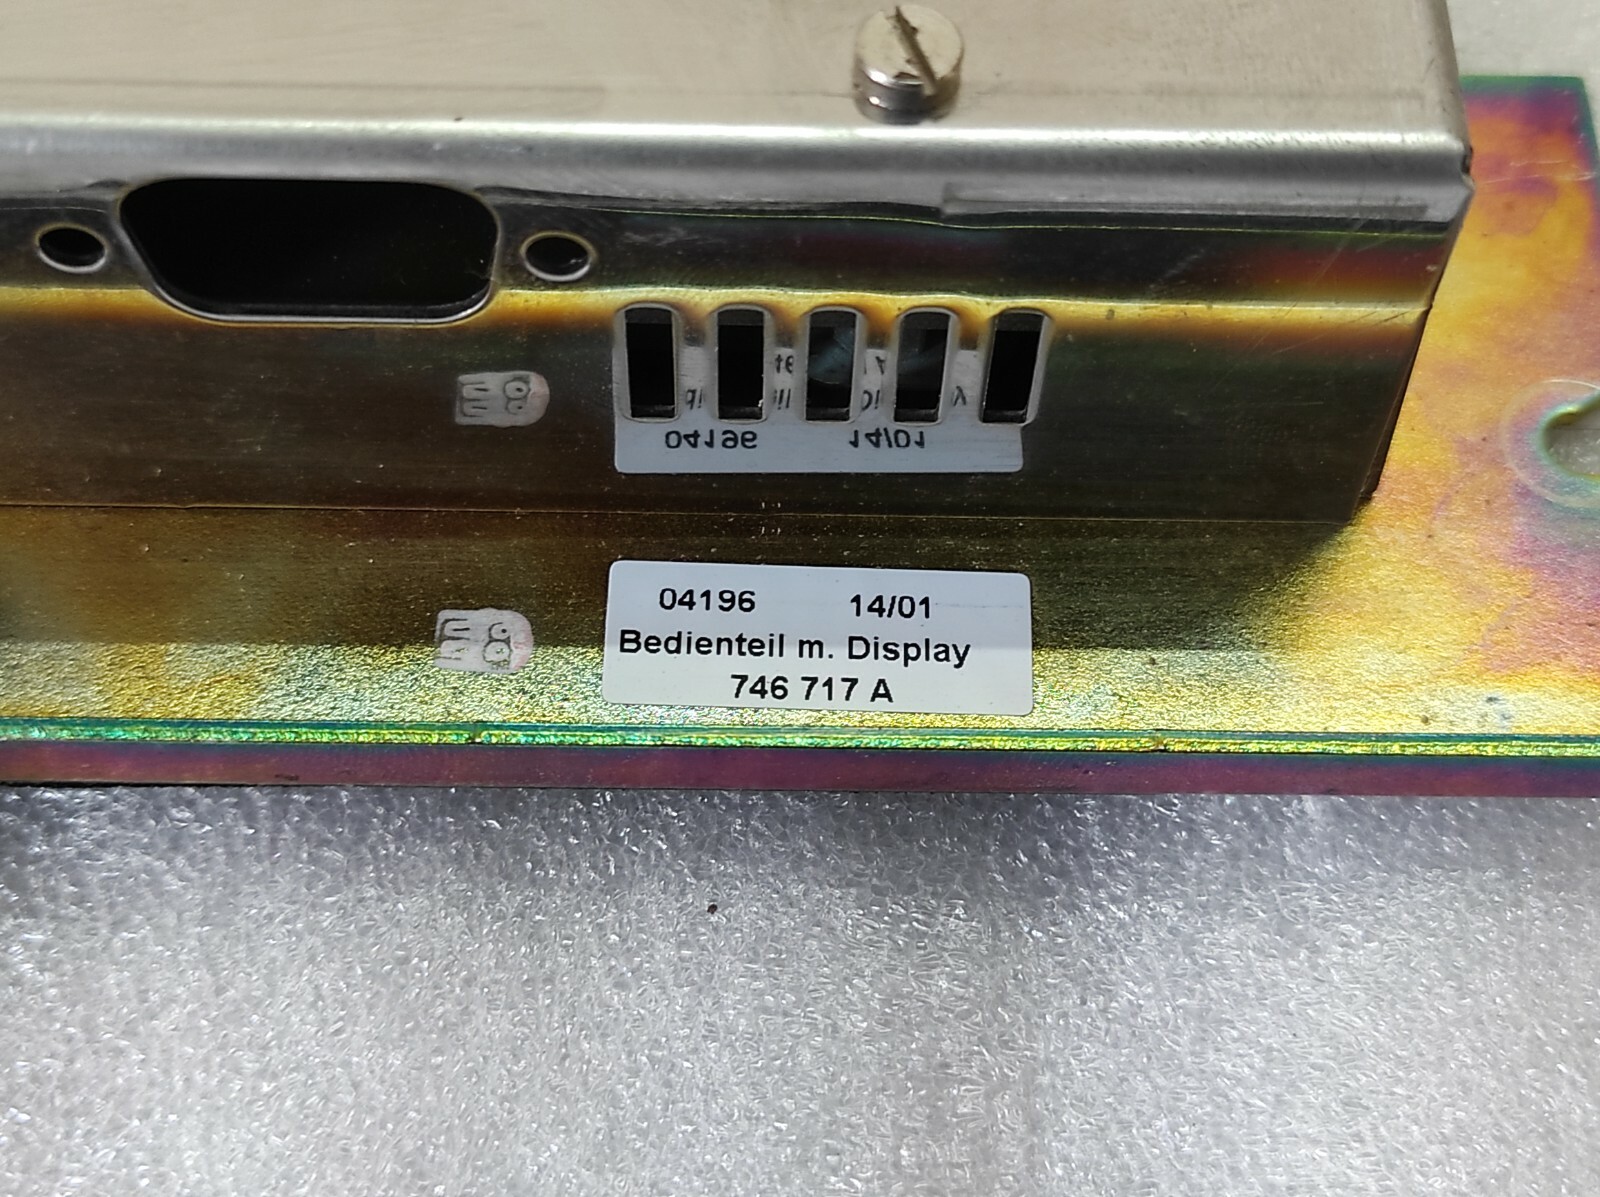 04196 14/01
Bedienteil m. Display
746 717 A